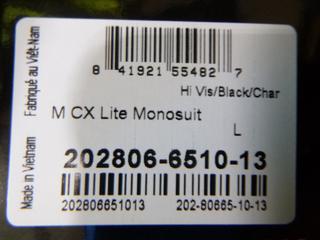 Made in Vietnam Fabriqué au Viêt-Nam
8 41921 55482 7
Hi Vis/Black/Char
M CX Lite Monosuit
L
202806-6510-13
202806651013 202-80665-10-13